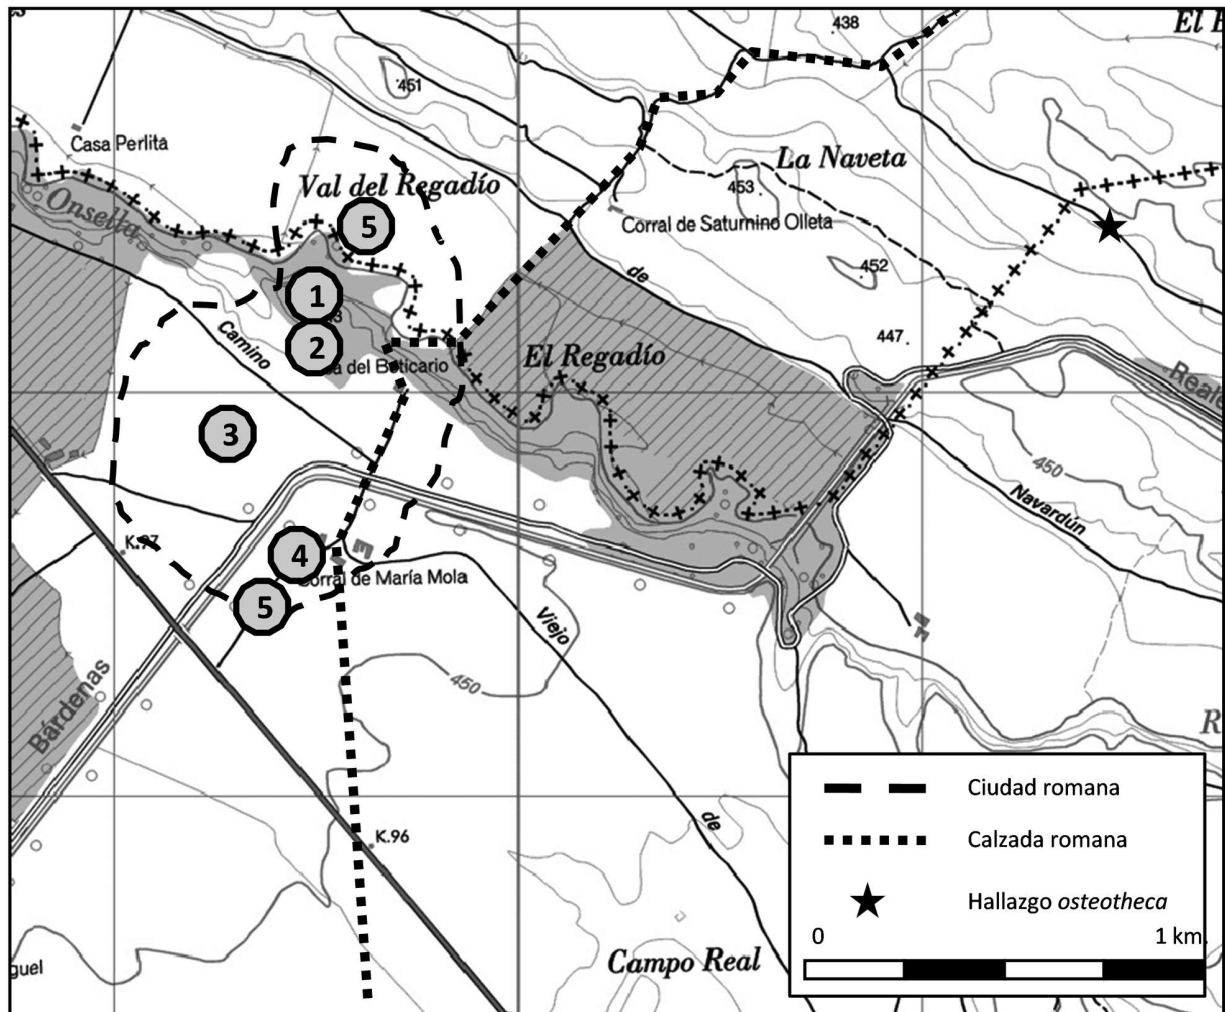 438
El
451
Casa Perlita
La Naveta
Val del Regadío
453
Onsella
5
Corral de Saturnino Olleta
de
452
1
2
Camino
447
del Boticario
El Regadío
Real
3
450
Navardún
K.97
4
Corral de María Mola
5
Viejo
450
Bárdenas
R
de
K.96
Campo Real
guel
Ciudad romana
Calzada romana
Hallazgo osteotheca
0
1 km.